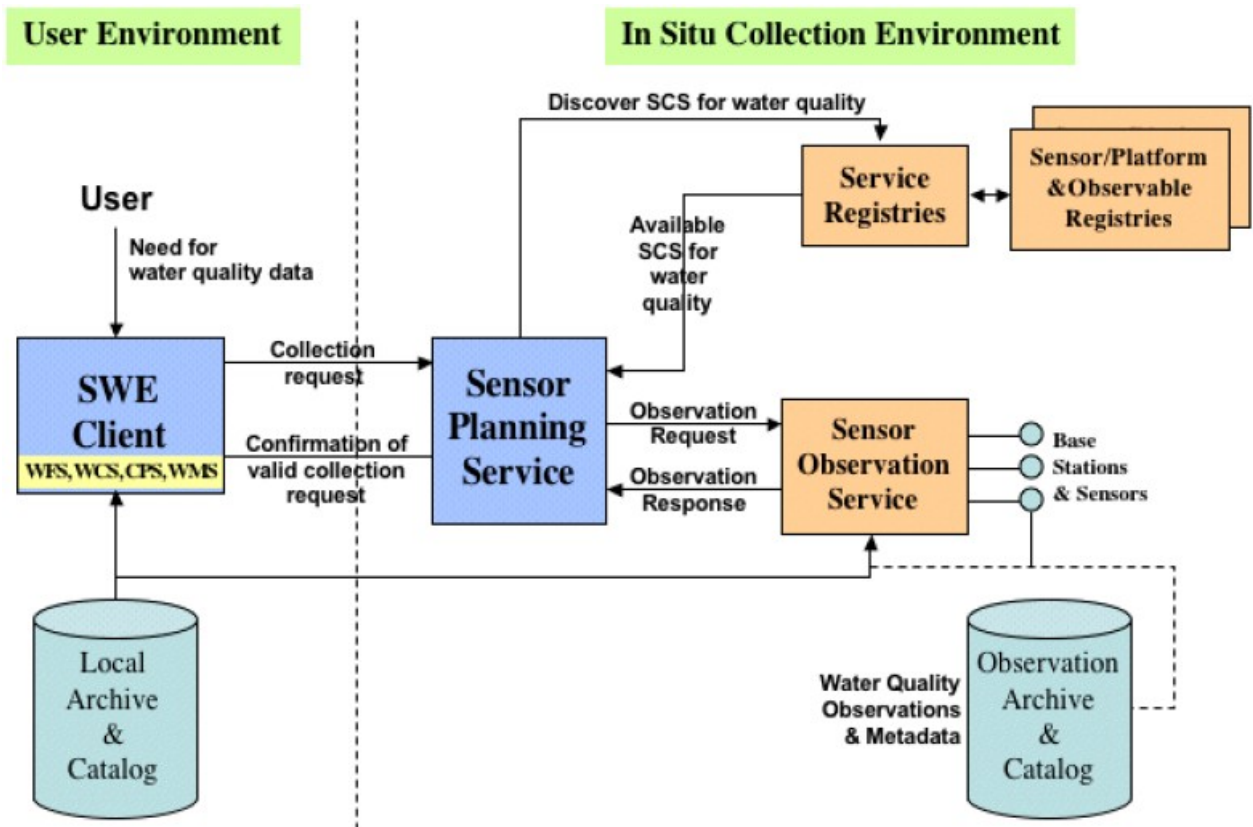 User Environment
In Situ Collection Environment
Discover SCS for water quality
Service
Registries
Sensor/Platform
&Observable
Registries
User
Need for
water quality data
Available
SCS for
water
quality
SWE
Client
WFS, WCS, CPS, WMS
Collection
request
Confirmation of
valid collection
request
Sensor
Planning
Service
Observation
Request
Observation
Response
Sensor
Observation
Service
Base
Stations
& Sensors
Local
Archive
&
Catalog
Water Quality
Observations
& Metadata
Observation
Archive
&
Catalog